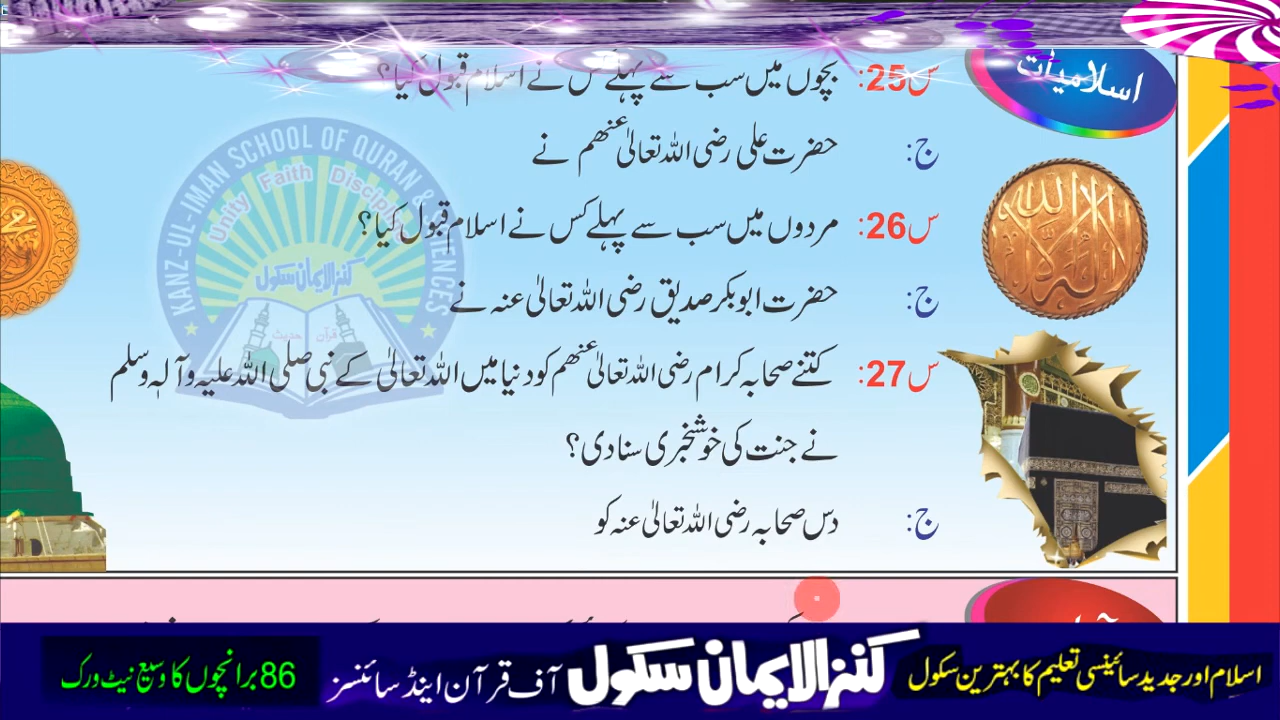 اسلامیات
س25: بچوں میں سب سے پہلے کس نے اسلام قبول کیا؟
ج: حضرت علی رضی اللہ تعالیٰ عنھم نے
س26: مردوں میں سب سے پہلے کس نے اسلام قبول کیا؟
ج: حضرت ابوبکر صدیق رضی اللہ تعالیٰ عنہ نے
س27: کتنے صحابہ کرام رضی اللہ تعالیٰ عنھم کو دنیا میں اللہ تعالیٰ کے نبی صلی اللہ علیہ وآلہ وسلم
نے جنت کی خوشخبری سنا دی؟
ج: دس صحابہ رضی اللہ تعالیٰ عنہ کو
KANZ-UL-IMAN SCHOOL OF QURAN &
Unity Faith
کنزالایمان سکول
قرآن حدیث
اسلام اور جدید سائینسی تعلیم کا بہترین سکول کنزالایمان سکول آف قرآن اینڈ سائنسز 86 برانچوں کا وسیع نیٹ ورک